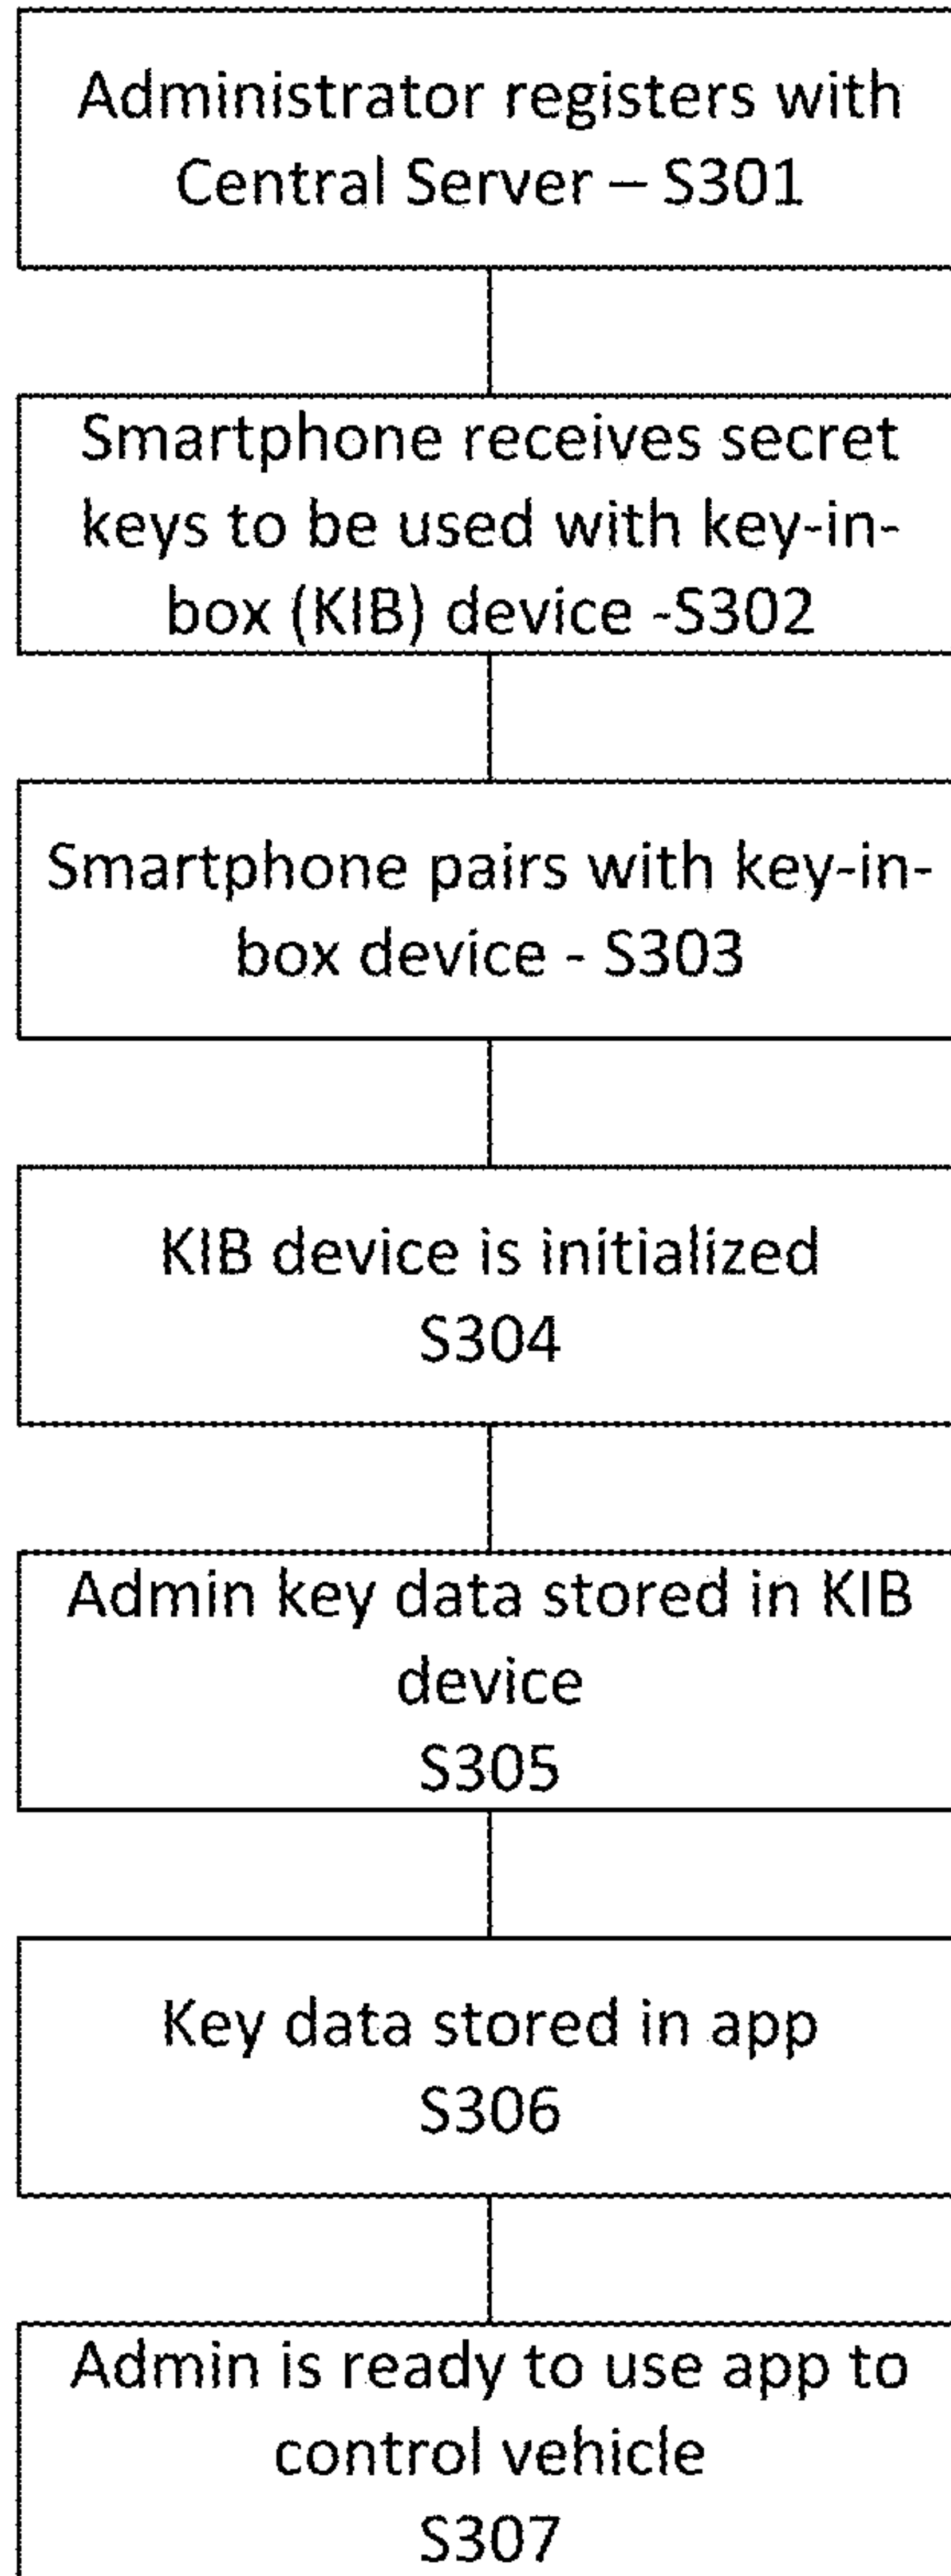 Administrator registers with
Central Server – S301
Smartphone receives secret
keys to be used with key-in-
box (KIB) device -S302
Smartphone pairs with key-in-
box device - S303
KIB device is initialized
S304
Admin key data stored in KIB
device
S305
Key data stored in app
S306
Admin is ready to use app to
control vehicle
S307